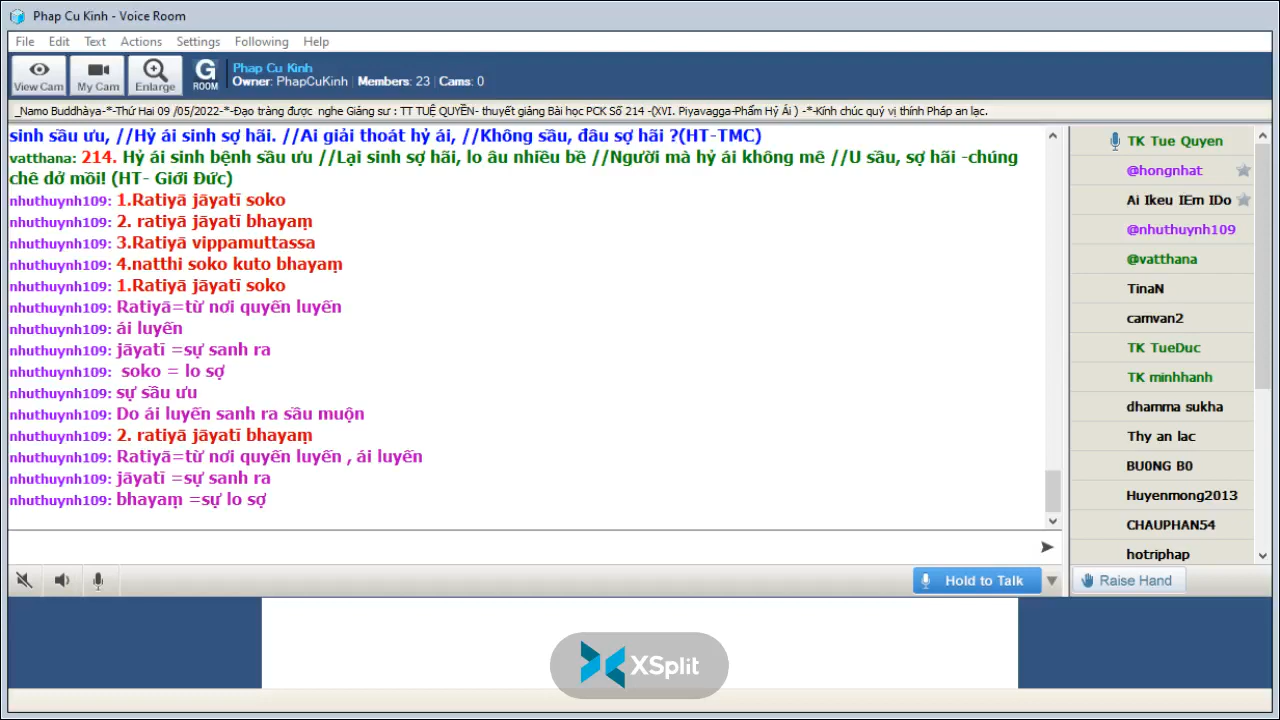 Phap Cu Kinh - Voice Room
File Edit Text Actions Settings Following Help
View Cam My Cam Enlarge G ROOM
Phap Cu Kinh
Owner: PhapCuKinh Members: 23 Cams: 0
_Namo Buddhàya-*-Thứ Hai 09 /05/2022-*-Đạo tràng được nghe Giảng sư : TT TUỆ QUYỀN- thuyết giảng Bài học PCK Số 214 -(XVI. Piyavagga-Phẩm Hỷ Ái ) -*-Kính chúc quý vị thính Pháp an lạc.
sinh sầu ưu, //Hỷ ái sinh sợ hãi. //Ai giải thoát hỷ ái, //Không sầu, đâu sợ hãi ?(HT-TMC)
vatthana: 214. Hỷ ái sinh bệnh sầu ưu //Lại sinh sợ hãi, lo âu nhiều bề //Người mà hỷ ái không mê //U sầu, sợ hãi -chúng
chê dở mồi! (HT- Giới Đức)
nhuthuynh109: 1.Ratiyā jāyatī soko
nhuthuynh109: 2. ratiyā jāyatī bhayaṃ
nhuthuynh109: 3.Ratiyā vippamuttassa
nhuthuynh109: 4.natthi soko kuto bhayaṃ
nhuthuynh109: 1.Ratiyā jāyatī soko
nhuthuynh109: Ratiyā=từ nơi quyến luyến
nhuthuynh109: ái luyến
nhuthuynh109: jāyatī =sự sanh ra
nhuthuynh109: soko = lo sợ
nhuthuynh109: sự sầu ưu
nhuthuynh109: Do ái luyến sanh ra sầu muộn
nhuthuynh109: 2. ratiyā jāyatī bhayaṃ
nhuthuynh109: Ratiyā=từ nơi quyến luyến , ái luyến
nhuthuynh109: jāyatī =sự sanh ra
nhuthuynh109: bhayaṃ =sự lo sợ
TK Tue Quyen
@hongnhat
Ai Ikeu IEm IDo
@nhuthuynh109
@vatthana
TinaN
camvan2
TK TueDuc
TK minhhanh
dhamma sukha
Thy an lac
BU0NG B0
Huyenmong2013
CHAUPHAN54
hotriphap
Hold to Talk
Raise Hand
XSplit